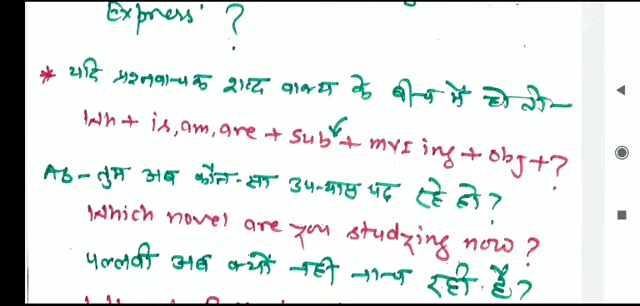 Express' ?
* यदि प्रश्नवाचक शब्द वाक्य के बीच में हो तो—
Wh + is, am, are + sub + mvI ing + obj + ?
As - तुम अब कौन-सा उपन्यास पढ़ रहे हो ?
Which novel are you studying now ?
पल्लवी अब क्यों नहीं नाच रही है ?